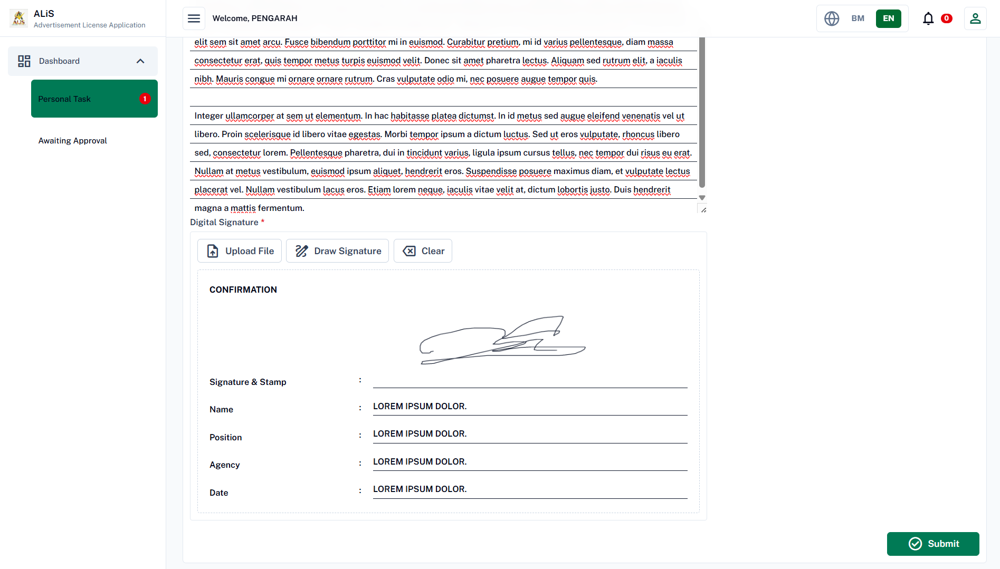 ALiS
Advertisement License Application
Welcome, PENGARAH
BM
EN
0
Dashboard
Personal Task
1
Awaiting Approval
elit sem sit amet arcu. Fusce bibendum porttitor mi in euismod. Curabitur pretium, mi id varius pellentesque, diam massa
consectetur erat, quis tempor metus turpis euismod velit. Donec sit amet pharetra lectus. Aliquam sed rutrum elit, a iaculis
nibh. Mauris congue mi ornare ornare rutrum. Cras vulputate odio mi, nec posuere augue tempor quis.
Integer ullamcorper at sem ut elementum. In hac habitasse platea dictumst. In id metus sed augue eleifend venenatis vel ut
libero. Proin scelerisque id libero vitae egestas. Morbi tempor ipsum a dictum luctus. Sed ut eros vulputate, rhoncus libero
sed, consectetur lorem. Pellentesque pharetra, dui in tincidunt varius, ligula ipsum cursus tellus, nec tempor dui risus eu erat.
Nullam at metus vestibulum, euismod ipsum aliquet, hendrerit eros. Suspendisse posuere maximus diam, et vulputate lectus
placerat vel. Nullam vestibulum lacus eros. Etiam lorem neque, iaculis vitae velit at, dictum lobortis justo. Duis hendrerit
magna a mattis fermentum.
Digital Signature *
Upload File
Draw Signature
Clear
CONFIRMATION
Signature & Stamp :
Name : LOREM IPSUM DOLOR.
Position : LOREM IPSUM DOLOR.
Agency : LOREM IPSUM DOLOR.
Date : LOREM IPSUM DOLOR.
Submit